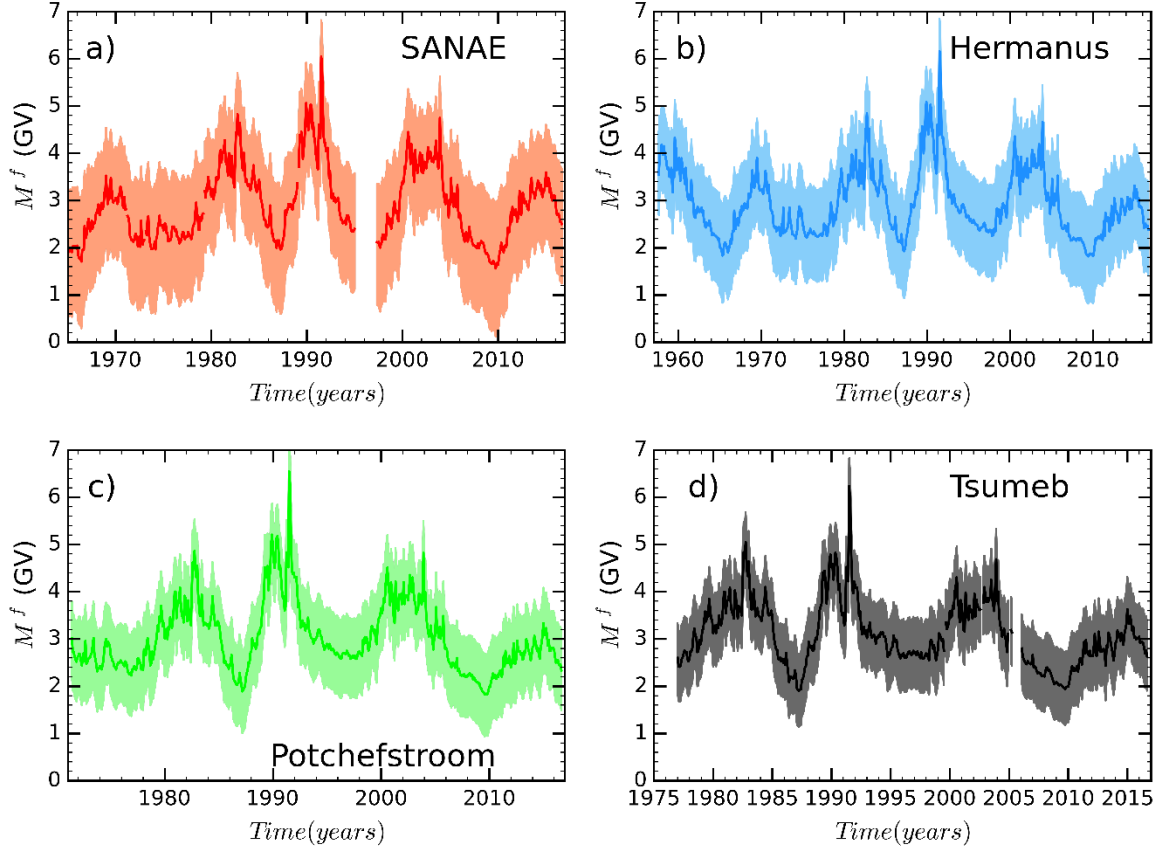 a) SANAE
7
6
5
4
3
2
1
0
M f (GV)
1970 1980 1990 2000 2010
Time(years)
b) Hermanus
7
6
5
4
3
2
1
0
M f (GV)
1960 1970 1980 1990 2000 2010
Time(years)
c)
7
6
5
4
3
2
1
0
M f (GV)
Potchefstroom
1980 1990 2000 2010
Time(years)
d) Tsumeb
7
6
5
4
3
2
1
0
M f (GV)
1975 1980 1985 1990 1995 2000 2005 2010 2015
Time(years)